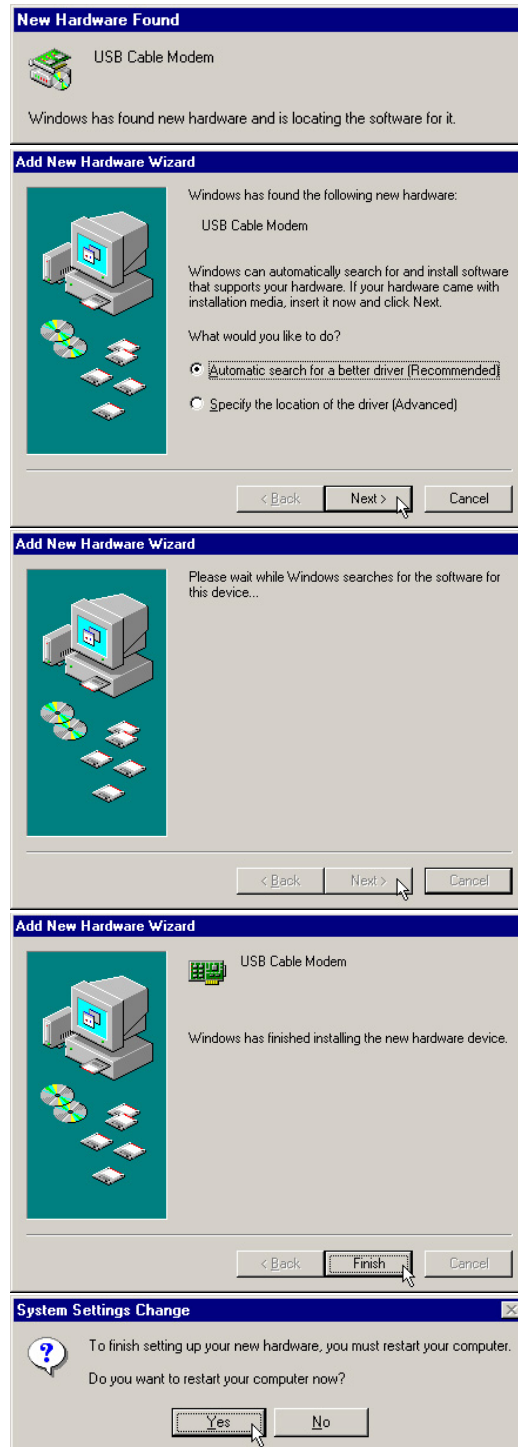 New Hardware Found
USB Cable Modem
Windows has found new hardware and is locating the software for it.
Add New Hardware Wizard
Windows has found the following new hardware:
USB Cable Modem
Windows can automatically search for and install software
that supports your hardware. If your hardware came with
installation media, insert it now and click Next.
What would you like to do?
Automatic search for a better driver (Recommended)
Specify the location of the driver (Advanced)
< Back Next > Cancel
Add New Hardware Wizard
Please wait while Windows searches for the software for
this device...
< Back Next > Cancel
Add New Hardware Wizard
USB Cable Modem
Windows has finished installing the new hardware device.
< Back Finish Cancel
System Settings Change
To finish setting up your new hardware, you must restart your computer.
Do you want to restart your computer now?
Yes No